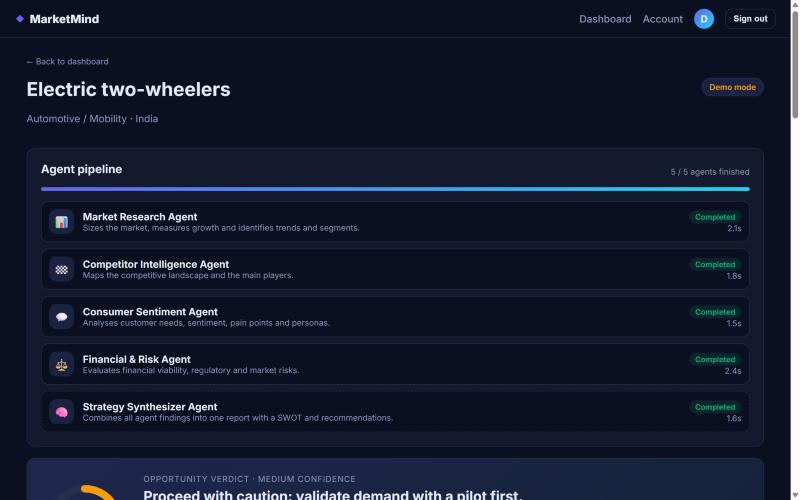 MarketMind
Dashboard
Account
D
Sign out
← Back to dashboard
Electric two-wheelers
Demo mode
Automotive / Mobility · India
Agent pipeline
5 / 5 agents finished
Market Research Agent
Completed
Sizes the market, measures growth and identifies trends and segments.
2.1s
Competitor Intelligence Agent
Completed
Maps the competitive landscape and the main players.
1.8s
Consumer Sentiment Agent
Completed
Analyses customer needs, sentiment, pain points and personas.
1.5s
Financial & Risk Agent
Completed
Evaluates financial viability, regulatory and market risks.
2.4s
Strategy Synthesizer Agent
Completed
Combines all agent findings into one report with a SWOT and recommendations.
1.6s
OPPORTUNITY VERDICT · MEDIUM CONFIDENCE
Proceed with caution: validate demand with a pilot first.